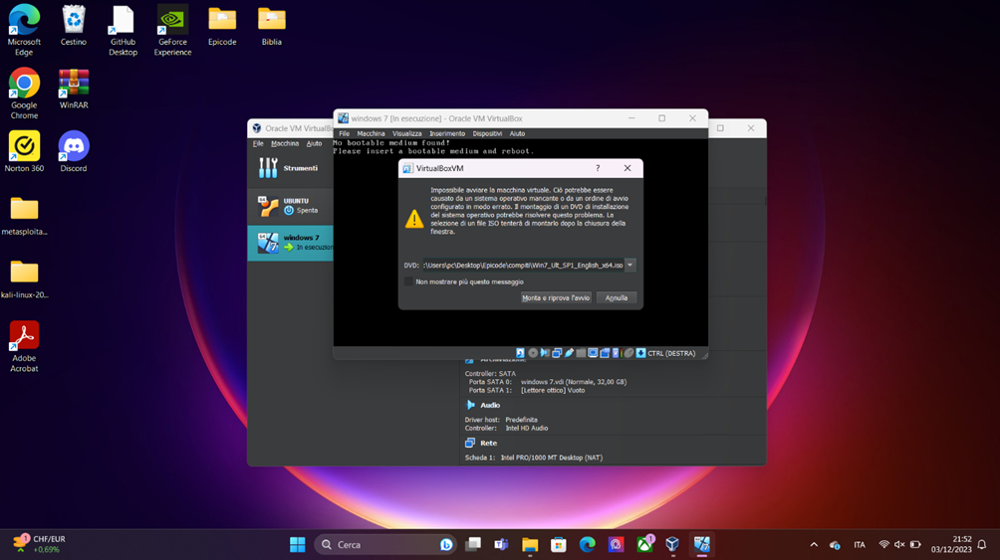 Microsoft
Edge
Cestino
GitHub
Desktop
GeForce
Experience
Epicode
Biblia
Google
Chrome
WinRAR
Norton 360
Discord
metasploita...
kali-linux-20...
Adobe
Acrobat
Oracle VM VirtualB
File Macchina Aiuto
Strumenti
UBUNTU
Spenta
windows 7
In esecuzion
windows 7 [In esecuzione] - Oracle VM VirtualBox
File Macchina Visualizza Inserimento Dispositivi Aiuto
No bootable medium found!
Please insert a bootable medium and reboot.
VirtualBoxVM
Impossibile avviare la macchina virtuale. Ciò potrebbe essere
causato da un sistema operativo mancante o da un ordine di avvio
configurato in modo errato. Il montaggio di un DVD di installazione
del sistema operativo potrebbe risolvere questo problema. La
selezione di un file ISO tenterà di montarlo dopo la chiusura della
finestra.
DVD: :\Users\pc\Desktop\Epicode\compiti\Win7_Ult_SP1_English_x64.iso
Non mostrare più questo messaggio
Monta e riprova l'avvio
Annulla
CTRL (DESTRA)
Archiviazione
Controller: SATA
Porta SATA 0: windows 7.vdi (Normale, 32,00 GB)
Porta SATA 1: [Lettore ottico] Vuoto
Audio
Driver host: Predefinita
Controller: Intel HD Audio
Rete
Scheda 1: Intel PRO/1000 MT Desktop (NAT)
1
CHF/EUR
+0,69%
Cerca
1
ITA
21:52
03/12/2023